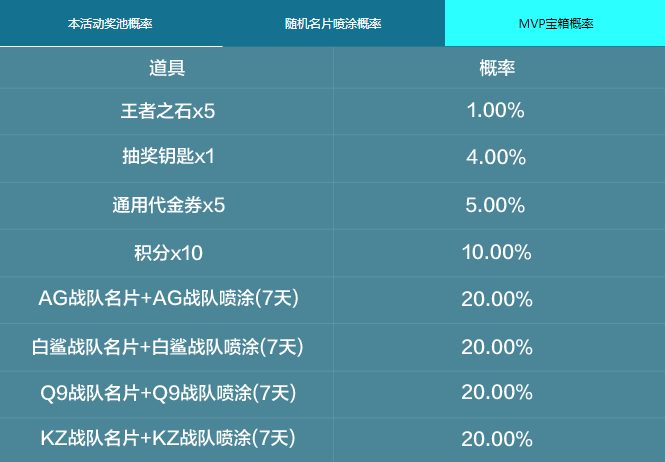 本活动奖池概率 随机名片喷涂概率 MVP宝箱概率
道具 概率
王者之石x5 1.00%
抽奖钥匙x1 4.00%
通用代金券x5 5.00%
积分x10 10.00%
AG战队名片+AG战队喷涂(7天) 20.00%
白鲨战队名片+白鲨战队喷涂(7天) 20.00%
Q9战队名片+Q9战队喷涂(7天) 20.00%
KZ战队名片+KZ战队喷涂(7天) 20.00%